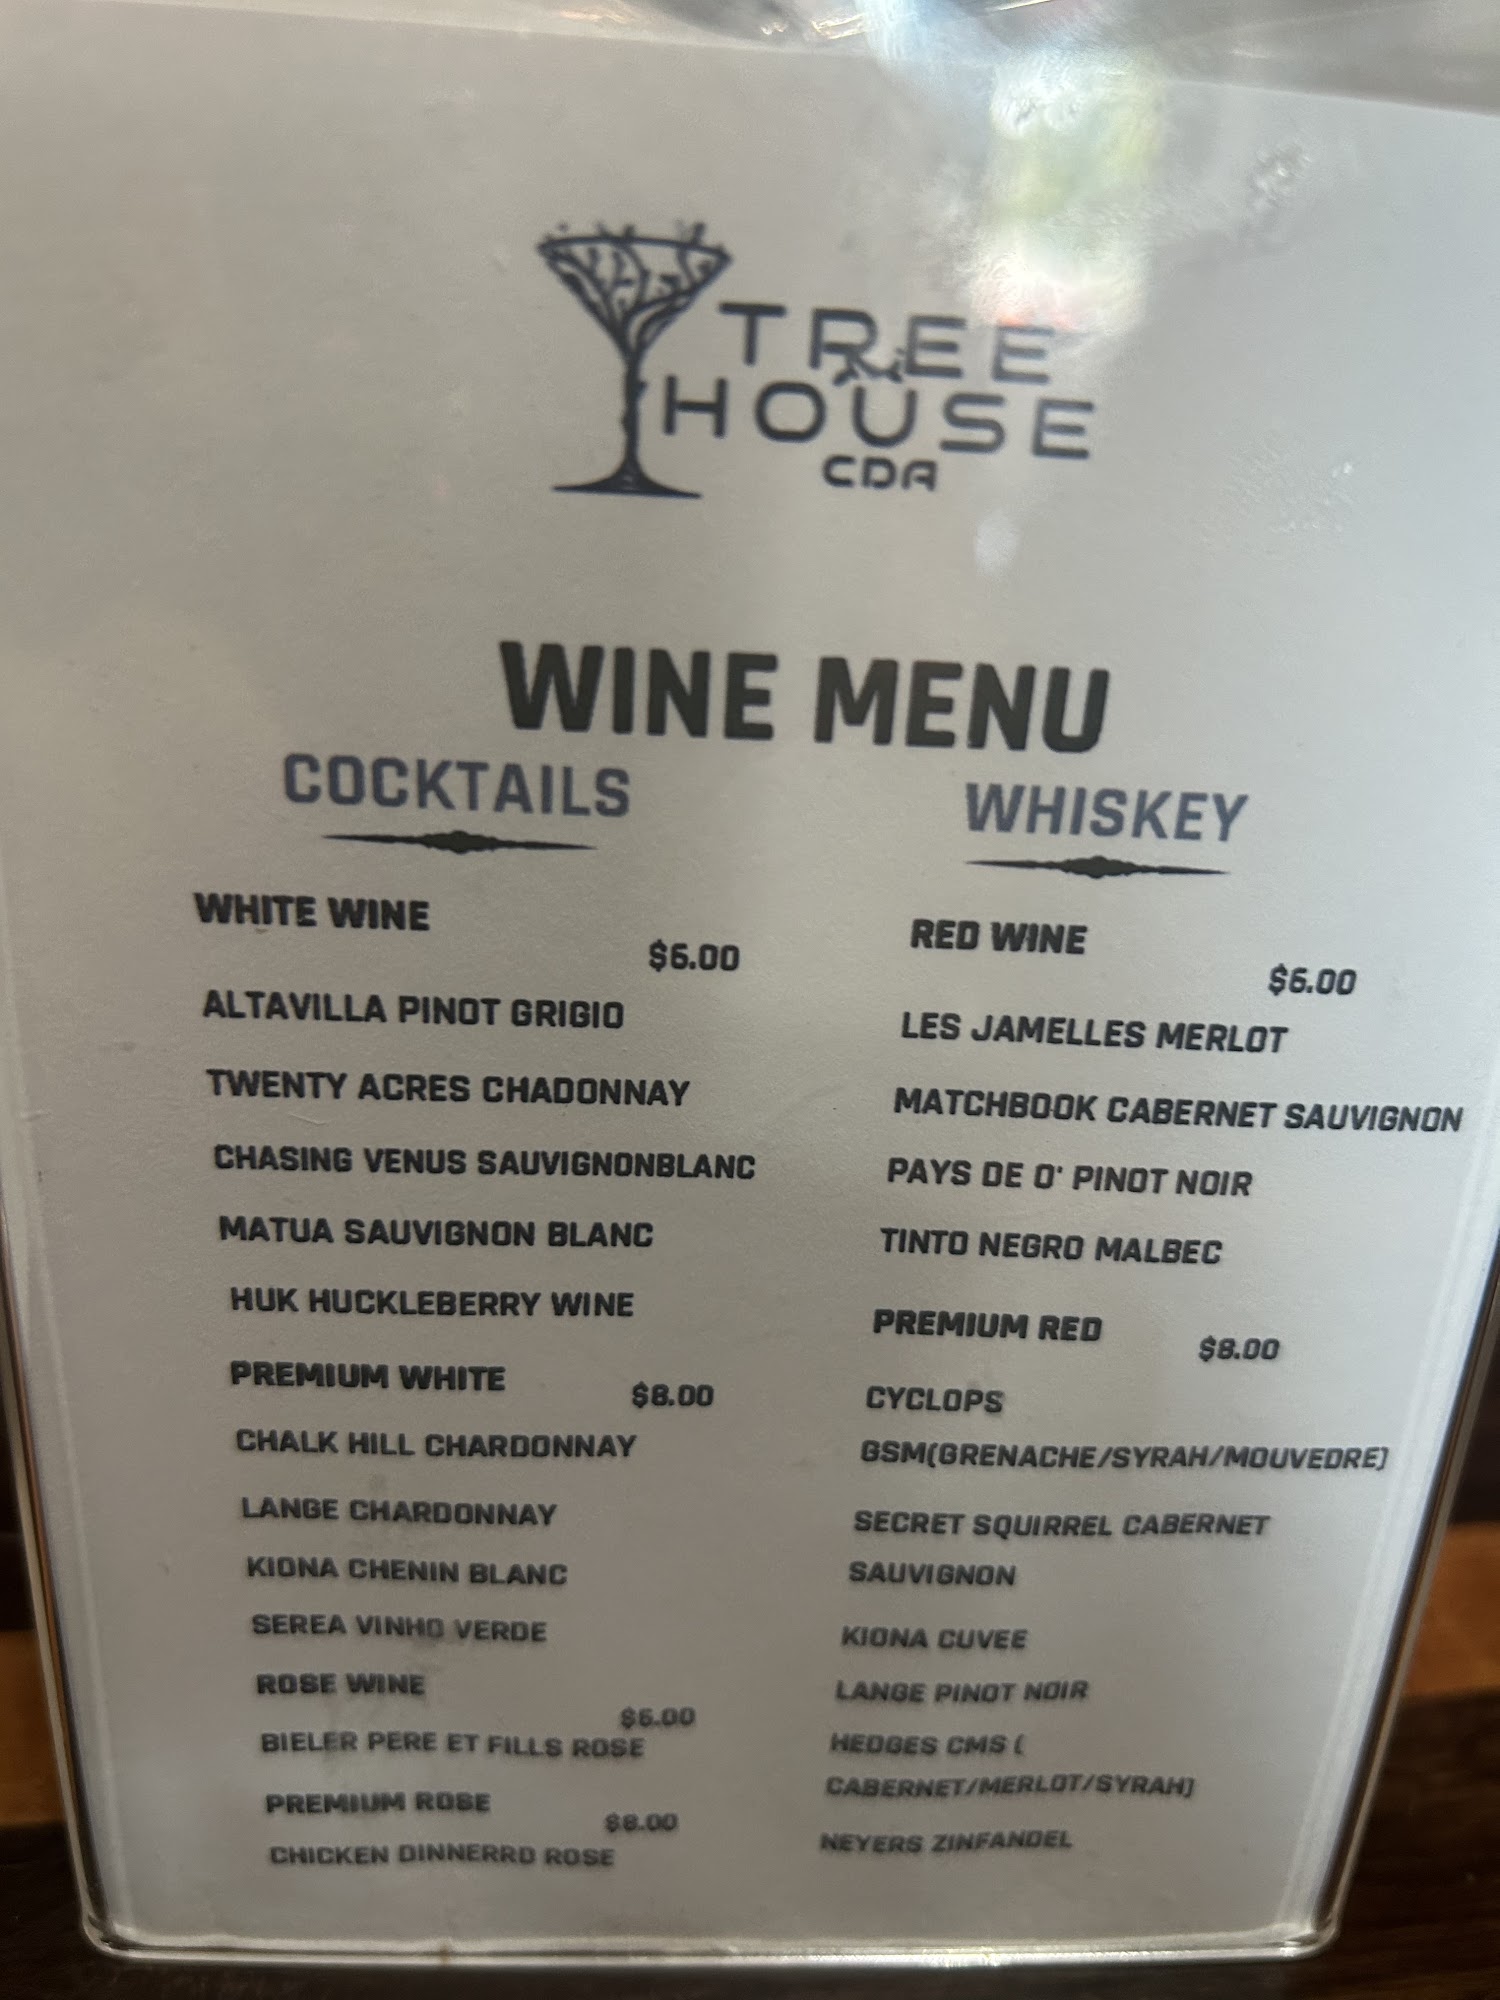 TREE
HOUSE
CDA
WINE MENU
COCKTAILS
WHITE WINE
$6.00
ALTAVILLA PINOT GRIGIO
TWENTY ACRES CHADONNAY
CHASING VENUS SAUVIGNONBLANC
MATUA SAUVIGNON BLANC
HUK HUCKLEBERRY WINE
PREMIUM WHITE
$8.00
CHALK HILL CHARDONNAY
LANGE CHARDONNAY
KIONA CHENIN BLANC
SEREA VINHO VERDE
ROSE WINE
$6.00
BIELER PERE ET FILLS ROSE
PREMIUM ROSE
$8.00
CHICKEN DINNERRD ROSE
WHISKEY
RED WINE
$6.00
LES JAMELLES MERLOT
MATCHBOOK CABERNET SAUVIGNON
PAYS DE O' PINOT NOIR
TINTO NEGRO MALBEC
PREMIUM RED
$8.00
CYCLOPS
GSM(GRENACHE/SYRAH/MOUVEDRE)
SECRET SQUIRREL CABERNET
SAUVIGNON
KIONA CUVEE
LANGE PINOT NOIR
HEDGES CMS (
CABERNET/MERLOT/SYRAH)
NEYERS ZINFANDEL